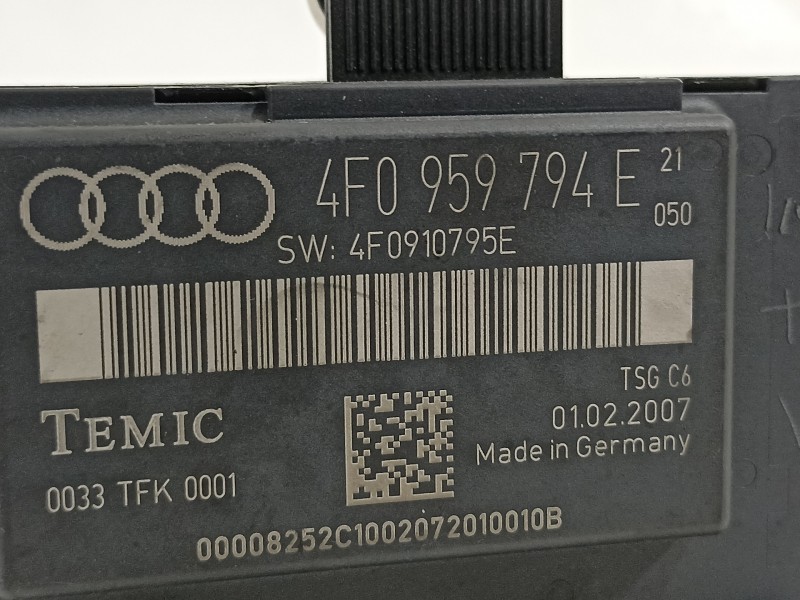 4F0 959 794 E 21
050
SW: 4F0910795E
TSG C6
TEMIC
01.02.2007
Made in Germany
0033 TFK 0001
00008252C1002072010010B